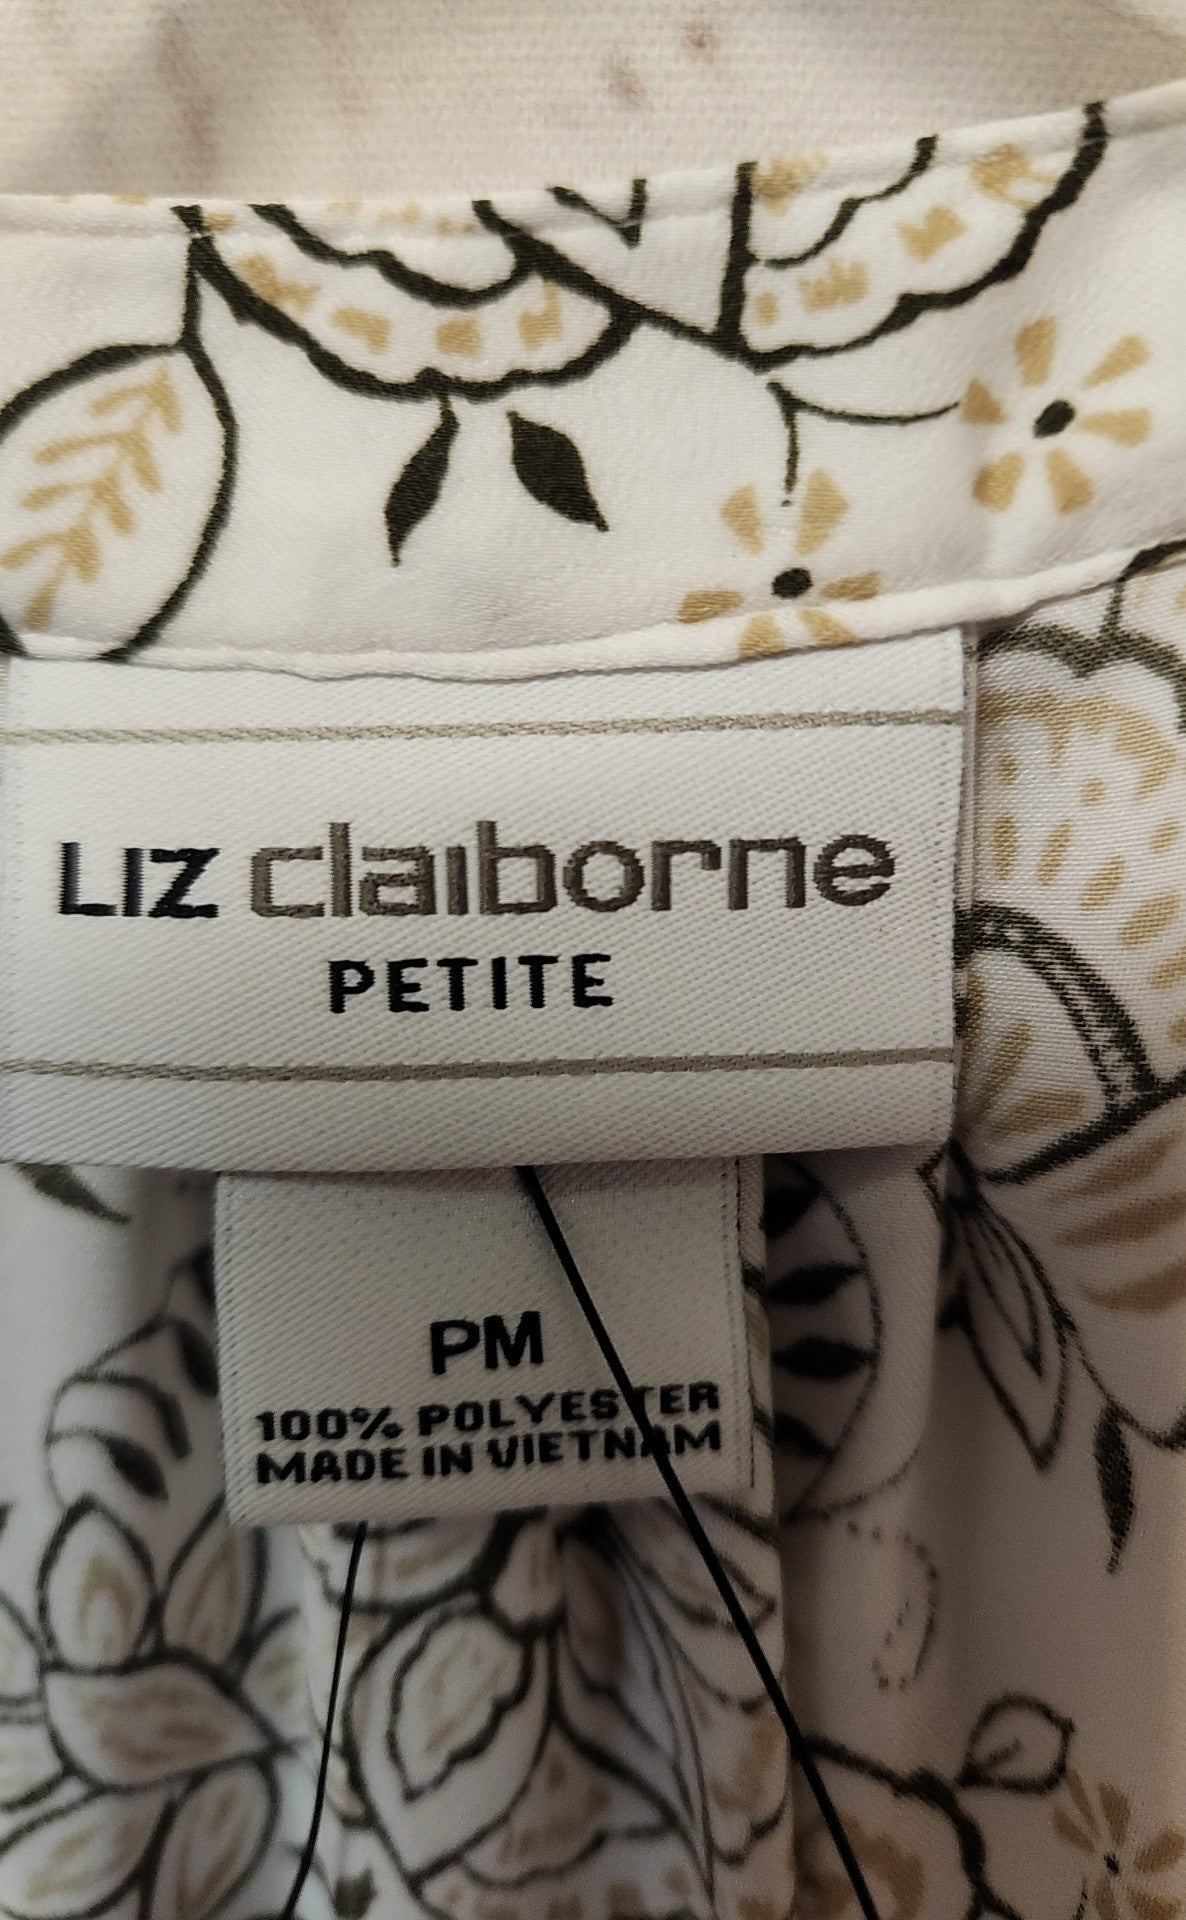 LIZ claiborne
PETITE
PM
100% POLYESTER
MADE IN VIETNAM